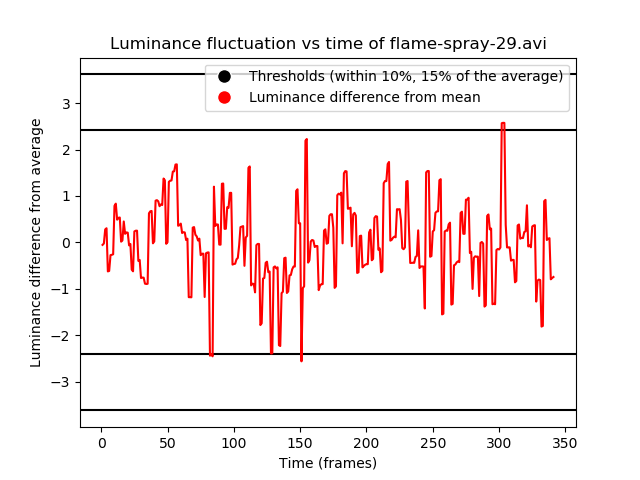 Luminance fluctuation vs time of flame-spray-29.avi
Thresholds (within 10%, 15% of the average)
Luminance difference from mean
Luminance difference from average
3
2
1
0
−1
−2
−3
0 50 100 150 200 250 300 350
Time (frames)